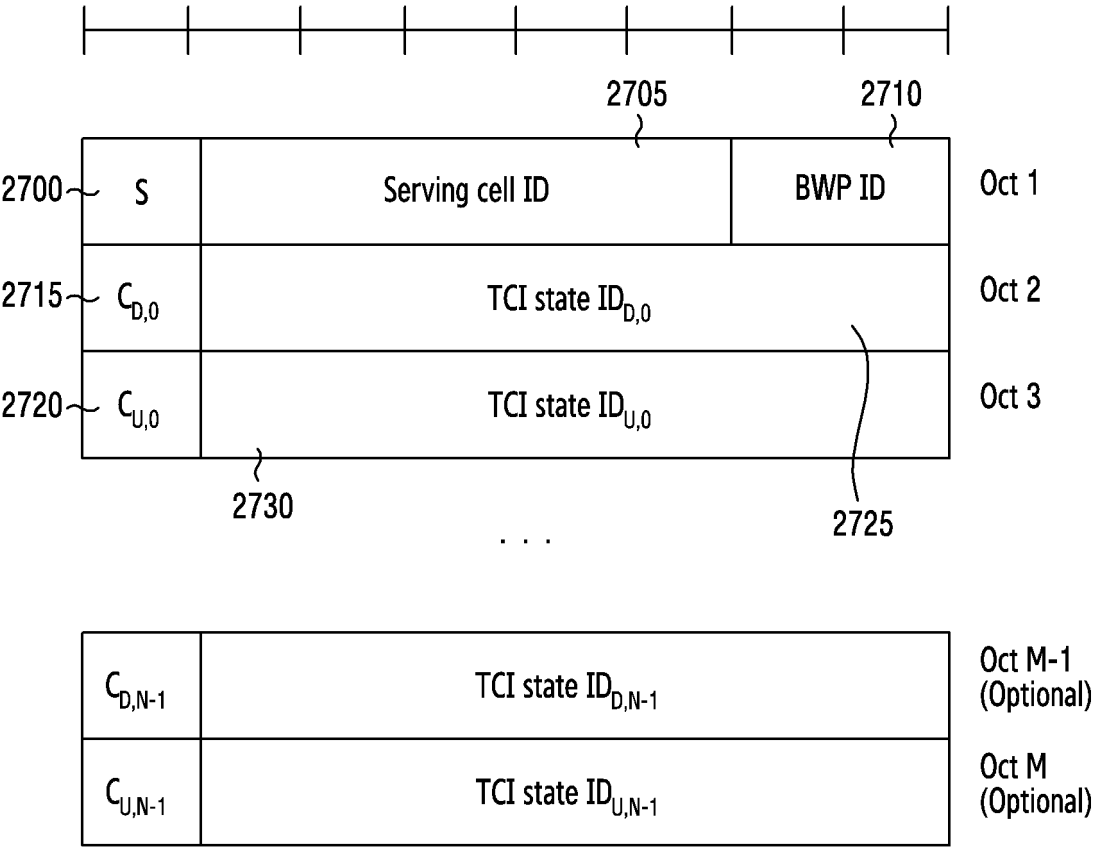 2705 2710
2700 S Serving cell ID BWP ID Oct 1
2715 C_D,0 TCI state ID_D,0 Oct 2
2720 C_U,0 TCI state ID_U,0 Oct 3
2730 2725
. . .
C_D,N-1 TCI state ID_D,N-1 Oct M-1
(Optional)
C_U,N-1 TCI state ID_U,N-1 Oct M
(Optional)